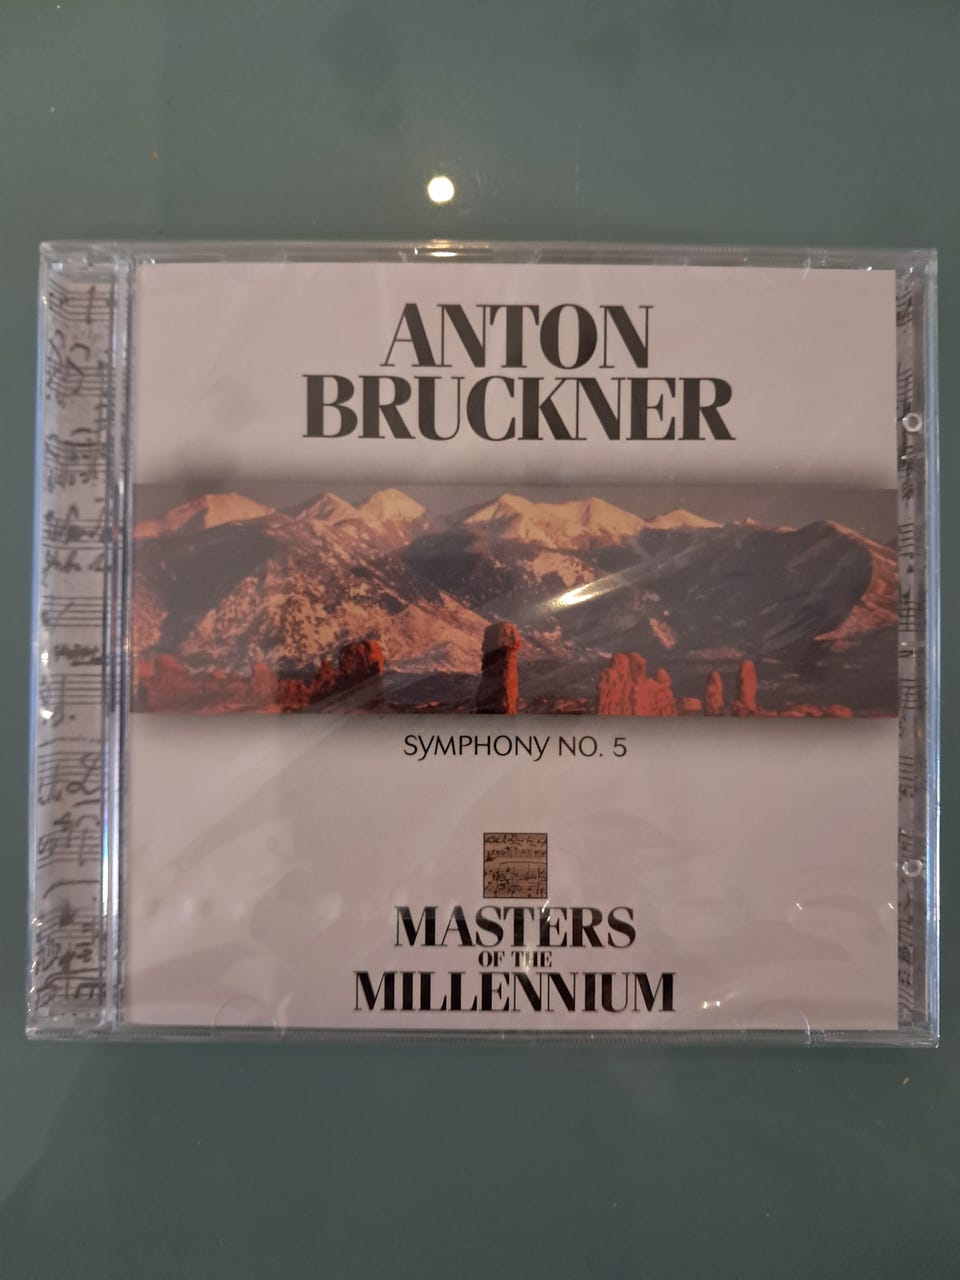 ANTON
BRUCKNER
SYMPHONY NO. 5
MASTERS
OF THE
MILLENNIUM